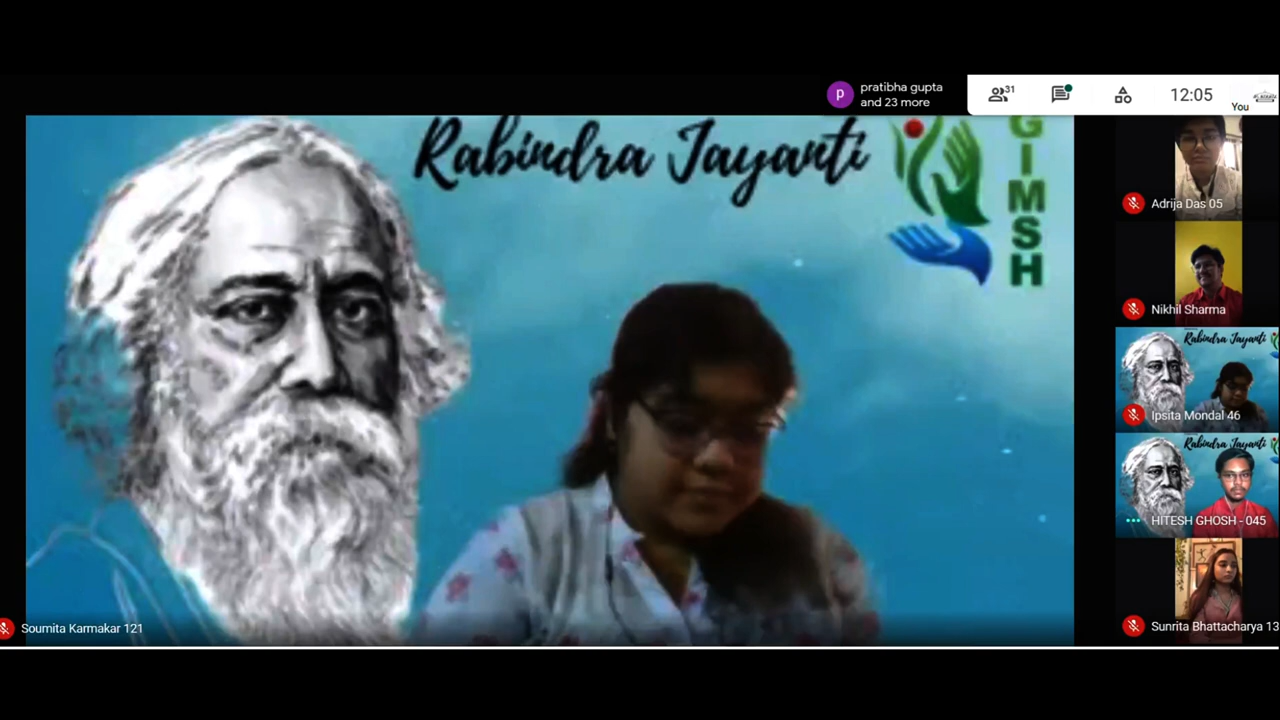 pratibha gupta
and 23 more
p
31
12:05
You
Rabindra Jayanti
GIMSH
Adrija Das 05
Nikhil Sharma
Rabindra Jayanti
Ipsita Mondal 46
Rabindra Jayanti
HITESH GHOSH - 045
Soumita Karmakar 121
Sunrita Bhattacharya 13